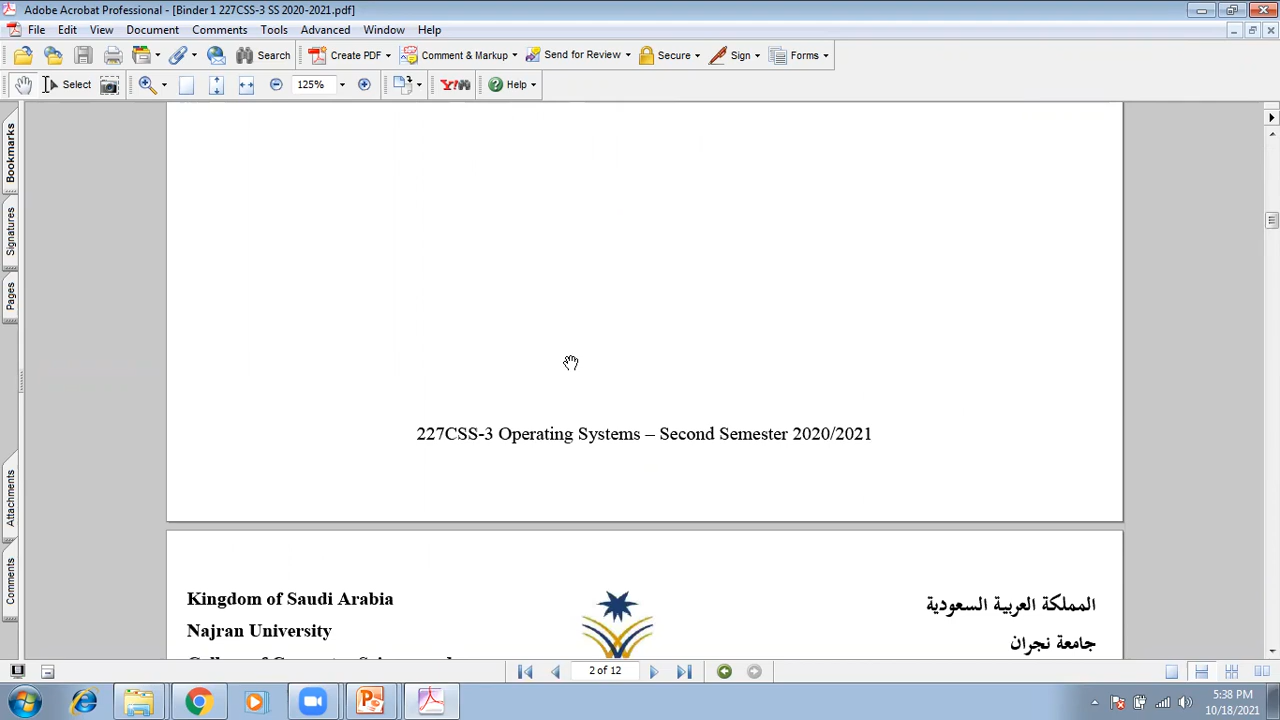 Adobe Acrobat Professional - [Binder 1 227CSS-3 SS 2020-2021.pdf]
File Edit View Document Comments Tools Advanced Window Help
Create PDF Comment & Markup Send for Review Secure Sign Forms
Search
Select 125% Y! Help
Bookmarks
Signatures
Pages
Attachments
Comments
227CSS-3 Operating Systems – Second Semester 2020/2021
Kingdom of Saudi Arabia
المملكة العربية السعودية
Najran University
جامعة نجران
2 of 12
5:38 PM
10/18/2021